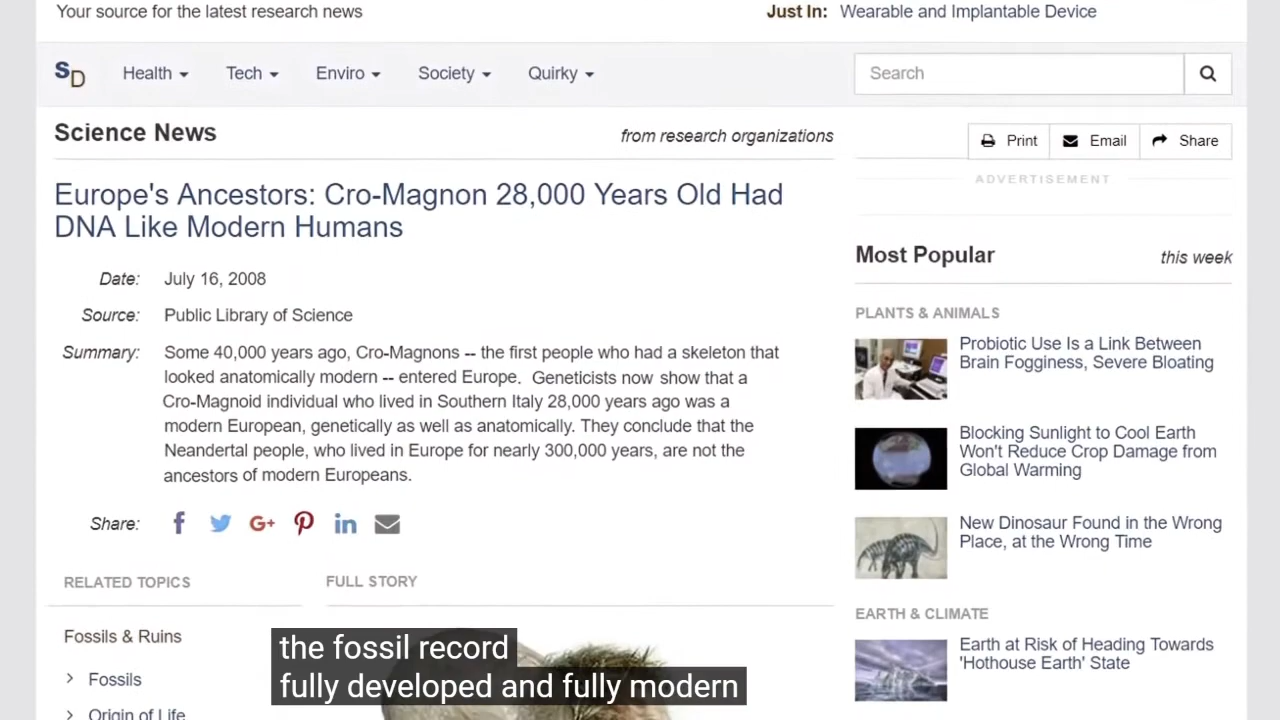 Your source for the latest research news
Just In: Wearable and Implantable Device
SD
Health
Tech
Enviro
Society
Quirky
Search
Science News
from research organizations
Print
Email
Share
ADVERTISEMENT
Europe's Ancestors: Cro-Magnon 28,000 Years Old Had
DNA Like Modern Humans
Date: July 16, 2008
Source: Public Library of Science
Summary: Some 40,000 years ago, Cro-Magnons -- the first people who had a skeleton that
looked anatomically modern -- entered Europe. Geneticists now show that a
Cro-Magnoid individual who lived in Southern Italy 28,000 years ago was a
modern European, genetically as well as anatomically. They conclude that the
Neandertal people, who lived in Europe for nearly 300,000 years, are not the
ancestors of modern Europeans.
Share: f G+ in
RELATED TOPICS
Fossils & Ruins
Fossils
Origin of Life
FULL STORY
Most Popular
this week
PLANTS & ANIMALS
Probiotic Use Is a Link Between
Brain Fogginess, Severe Bloating
Blocking Sunlight to Cool Earth
Won't Reduce Crop Damage from
Global Warming
New Dinosaur Found in the Wrong
Place, at the Wrong Time
EARTH & CLIMATE
Earth at Risk of Heading Towards
'Hothouse Earth' State
the fossil record
fully developed and fully modern